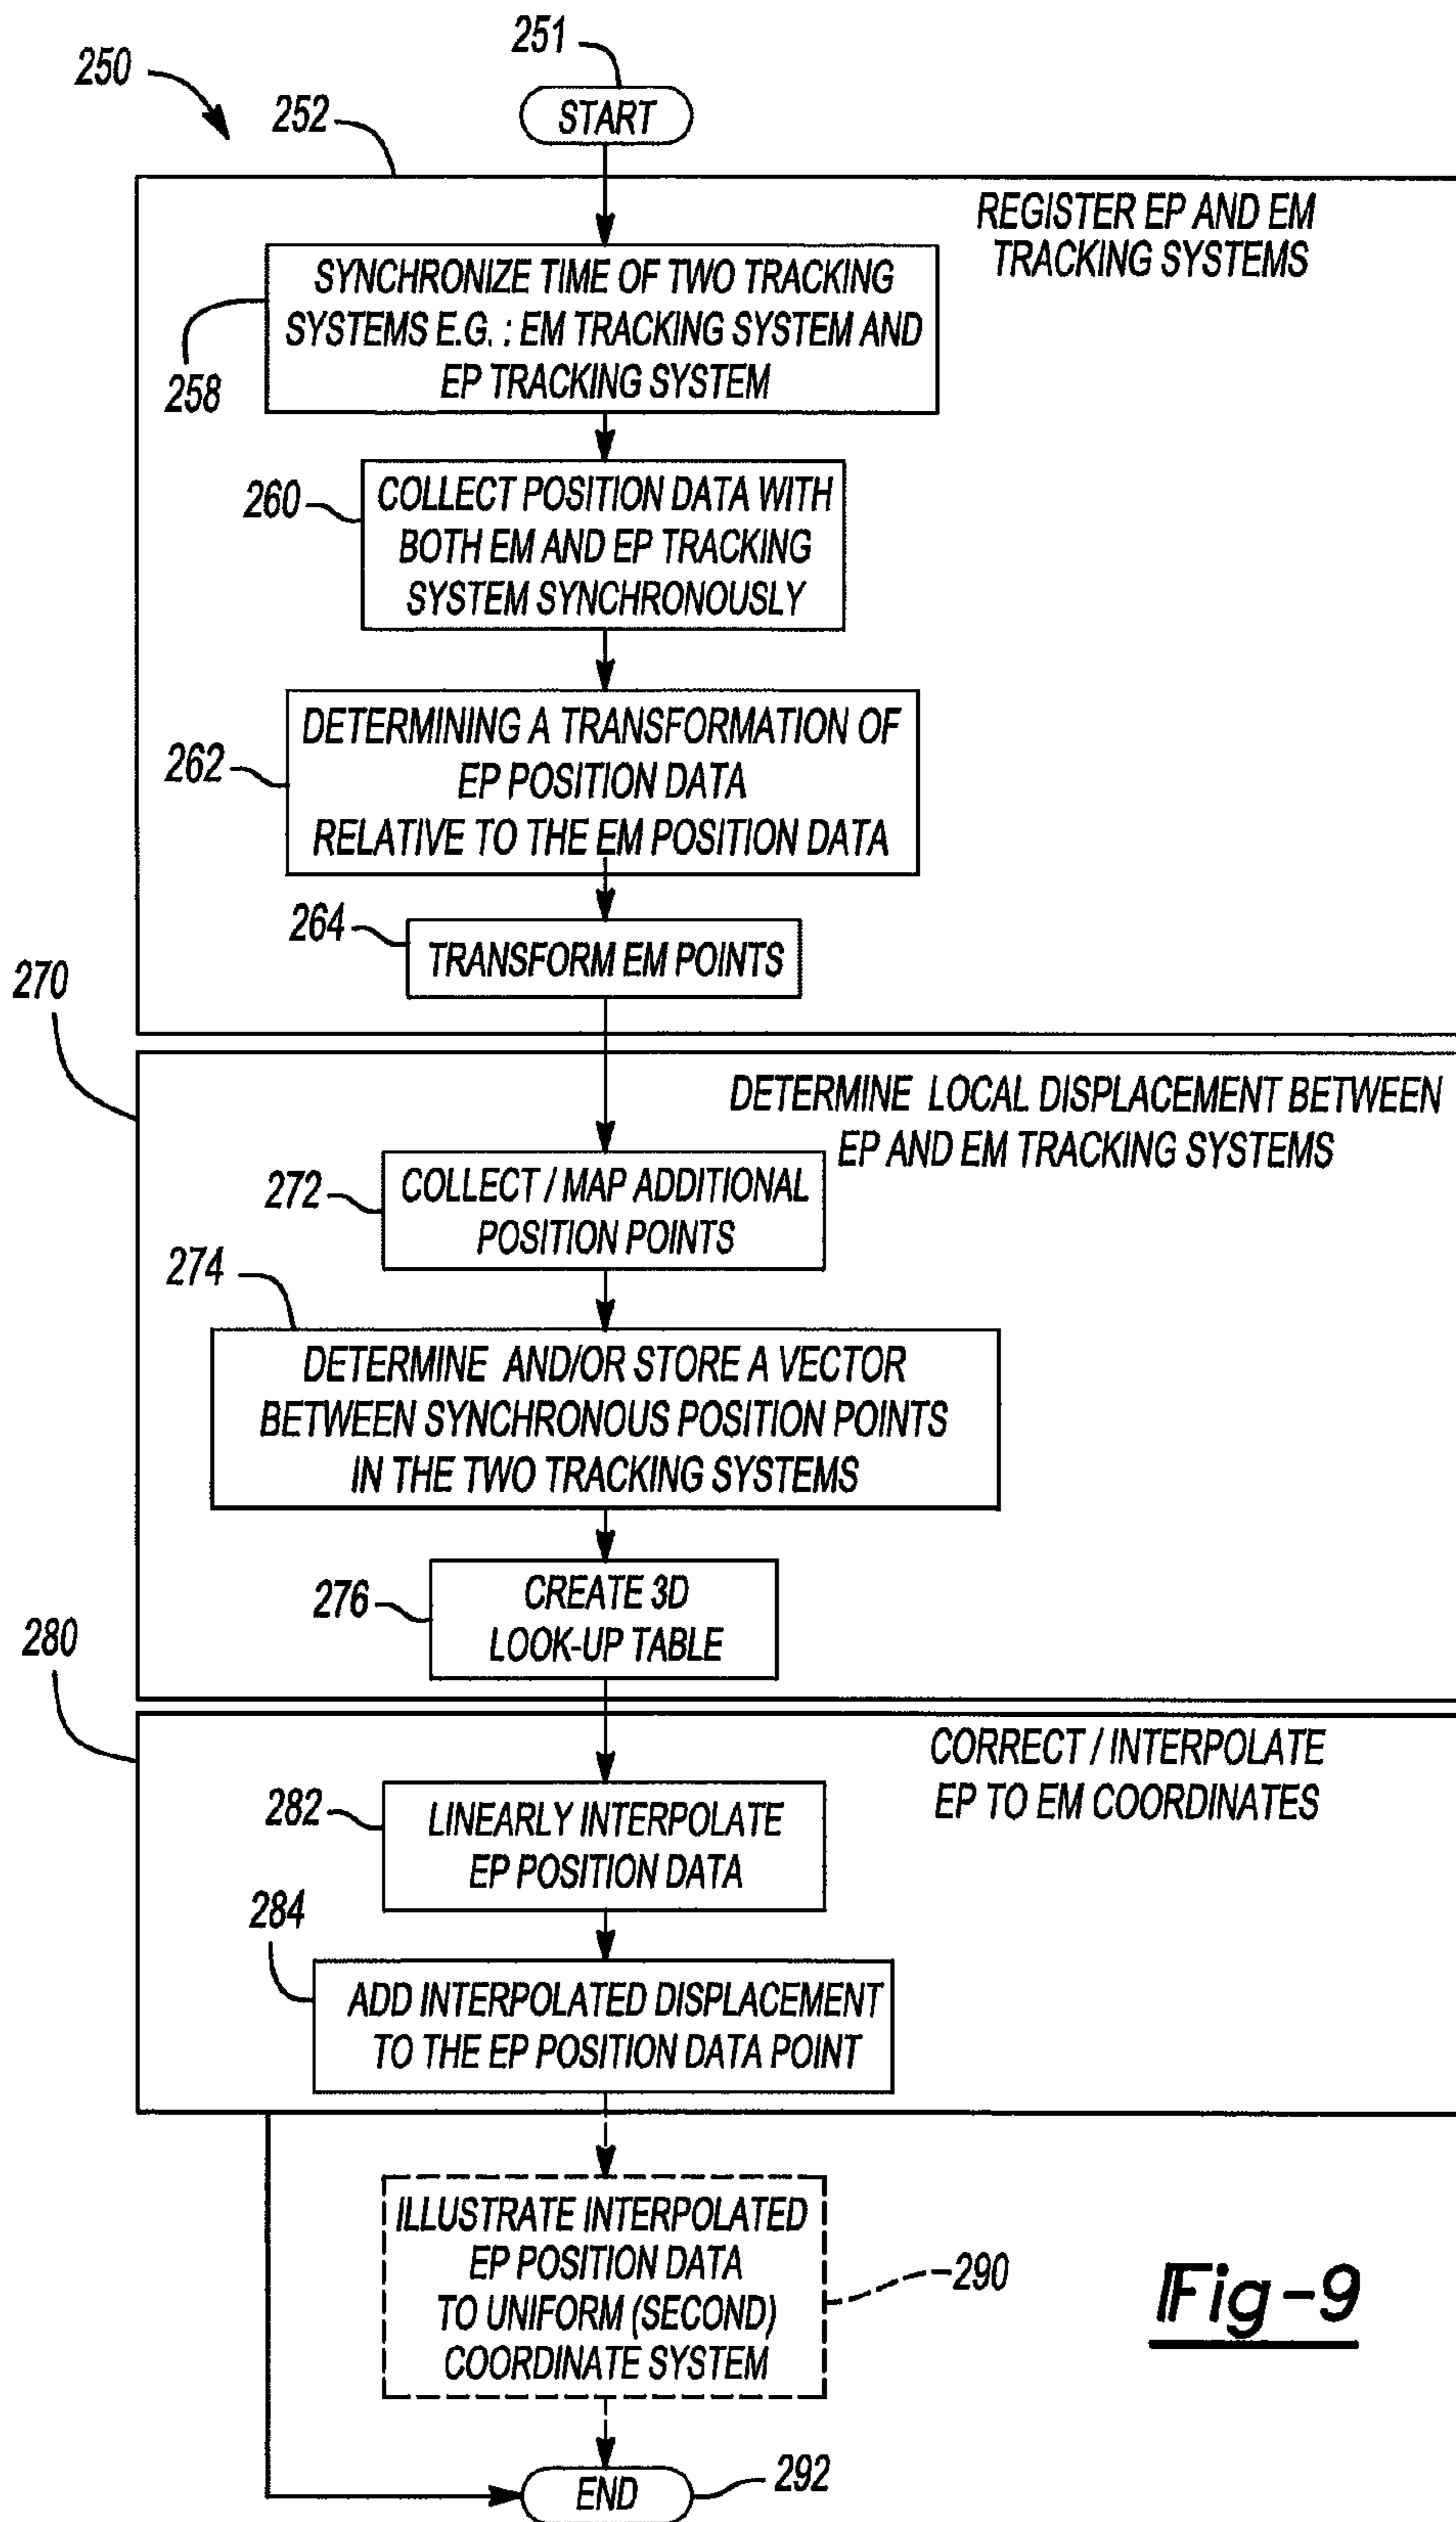 251
250
252
START
REGISTER EP AND EM
TRACKING SYSTEMS
SYNCHRONIZE TIME OF TWO TRACKING
SYSTEMS E.G. : EM TRACKING SYSTEM AND
EP TRACKING SYSTEM
258
260
COLLECT POSITION DATA WITH
BOTH EM AND EP TRACKING
SYSTEM SYNCHRONOUSLY
262
DETERMINING A TRANSFORMATION OF
EP POSITION DATA
RELATIVE TO THE EM POSITION DATA
264
TRANSFORM EM POINTS
270
DETERMINE LOCAL DISPLACEMENT BETWEEN
EP AND EM TRACKING SYSTEMS
272
COLLECT / MAP ADDITIONAL
POSITION POINTS
274
DETERMINE AND/OR STORE A VECTOR
BETWEEN SYNCHRONOUS POSITION POINTS
IN THE TWO TRACKING SYSTEMS
276
CREATE 3D
LOOK-UP TABLE
280
CORRECT / INTERPOLATE
EP TO EM COORDINATES
282
LINEARLY INTERPOLATE
EP POSITION DATA
284
ADD INTERPOLATED DISPLACEMENT
TO THE EP POSITION DATA POINT
ILLUSTRATE INTERPOLATED
EP POSITION DATA
TO UNIFORM (SECOND)
COORDINATE SYSTEM
290
Fig-9
END
292